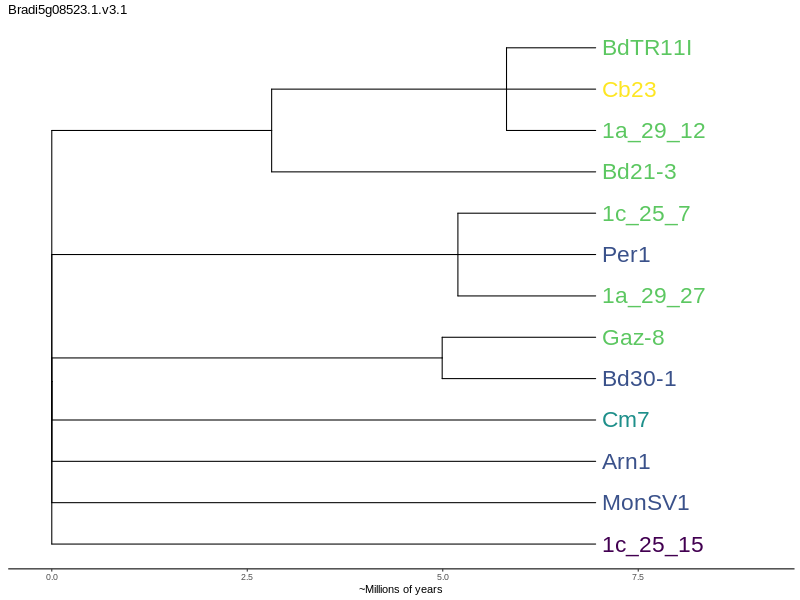 Bradi5g08523.1.v3.1
BdTR11I
Cb23
1a_29_12
Bd21-3
1c_25_7
Per1
1a_29_27
Gaz-8
Bd30-1
Cm7
Arn1
MonSV1
1c_25_15
0.0 2.5 5.0 7.5
~Millions of years